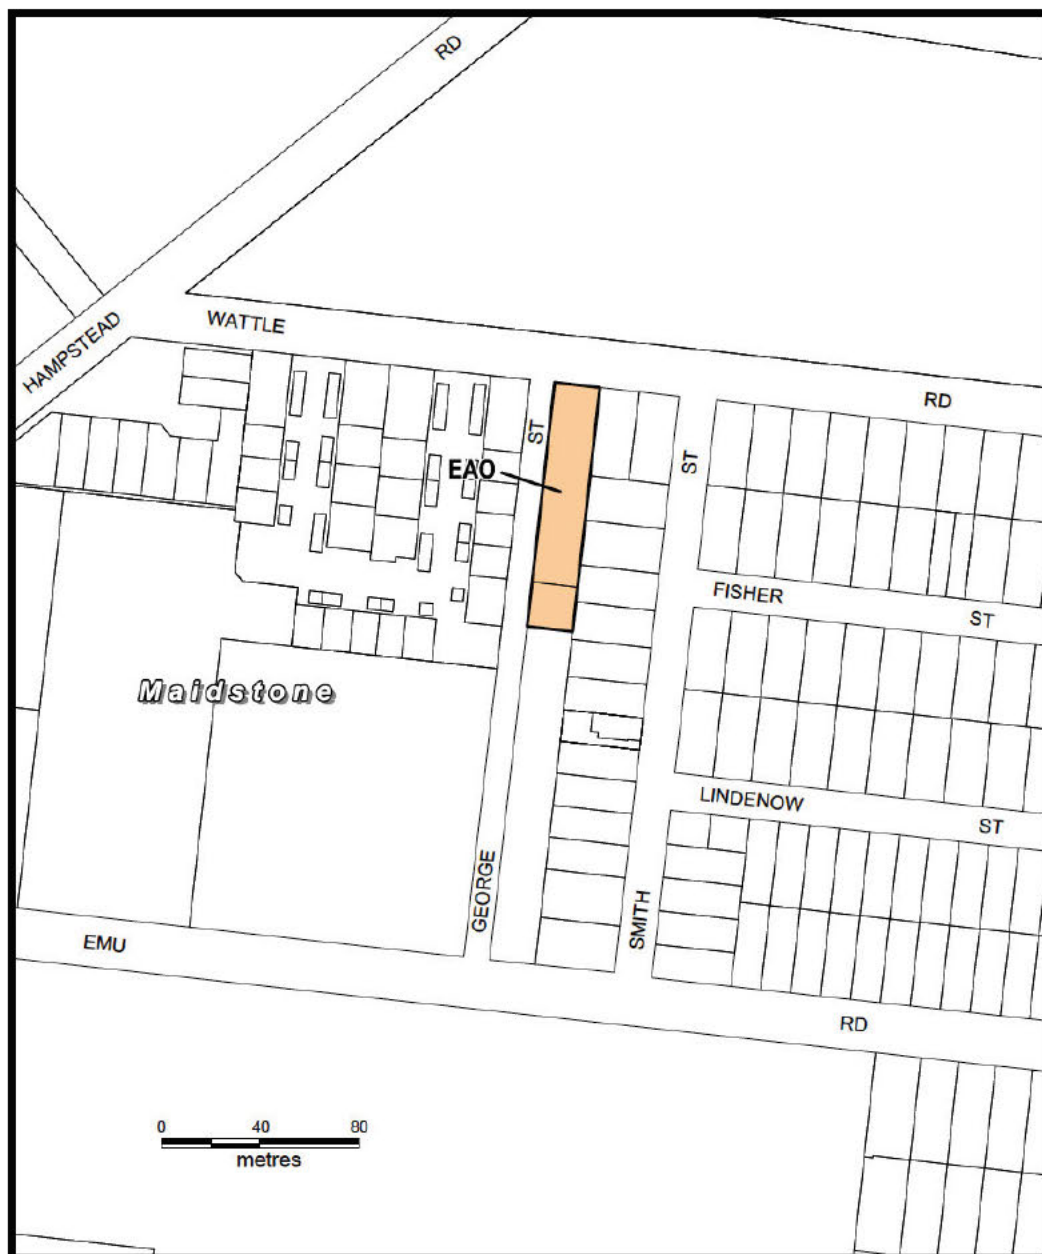 RD
HAMPSTEAD
WATTLE
RD
ST
ST
EAO
FISHER
ST
Maidstone
LINDENOW
ST
GEORGE
SMITH
EMU
RD
0 40 80
metres